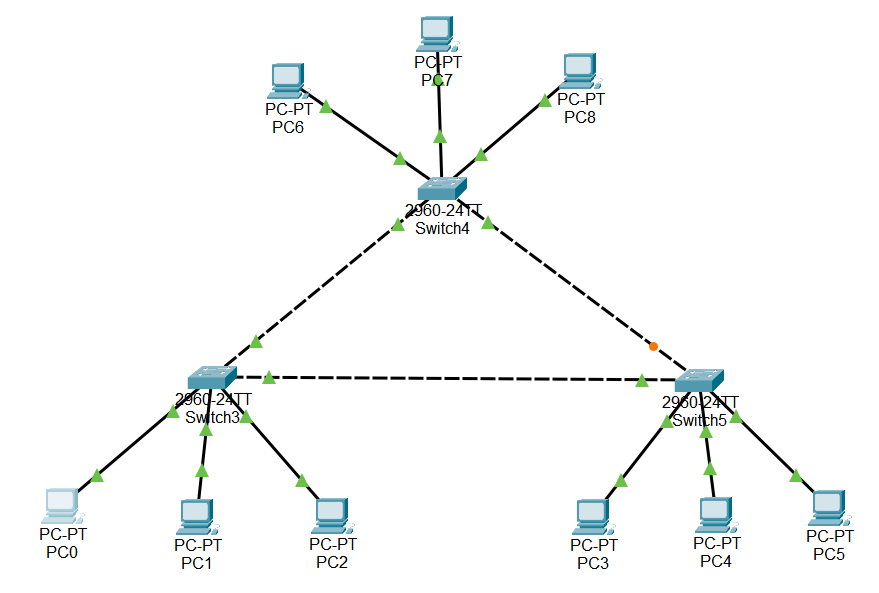 PC-PT
PC7
PC-PT
PC6
PC-PT
PC8
2960-24TT
Switch4
2960-24TT
Switch3
2960-24TT
Switch5
PC-PT
PC0
PC-PT
PC1
PC-PT
PC2
PC-PT
PC3
PC-PT
PC4
PC-PT
PC5